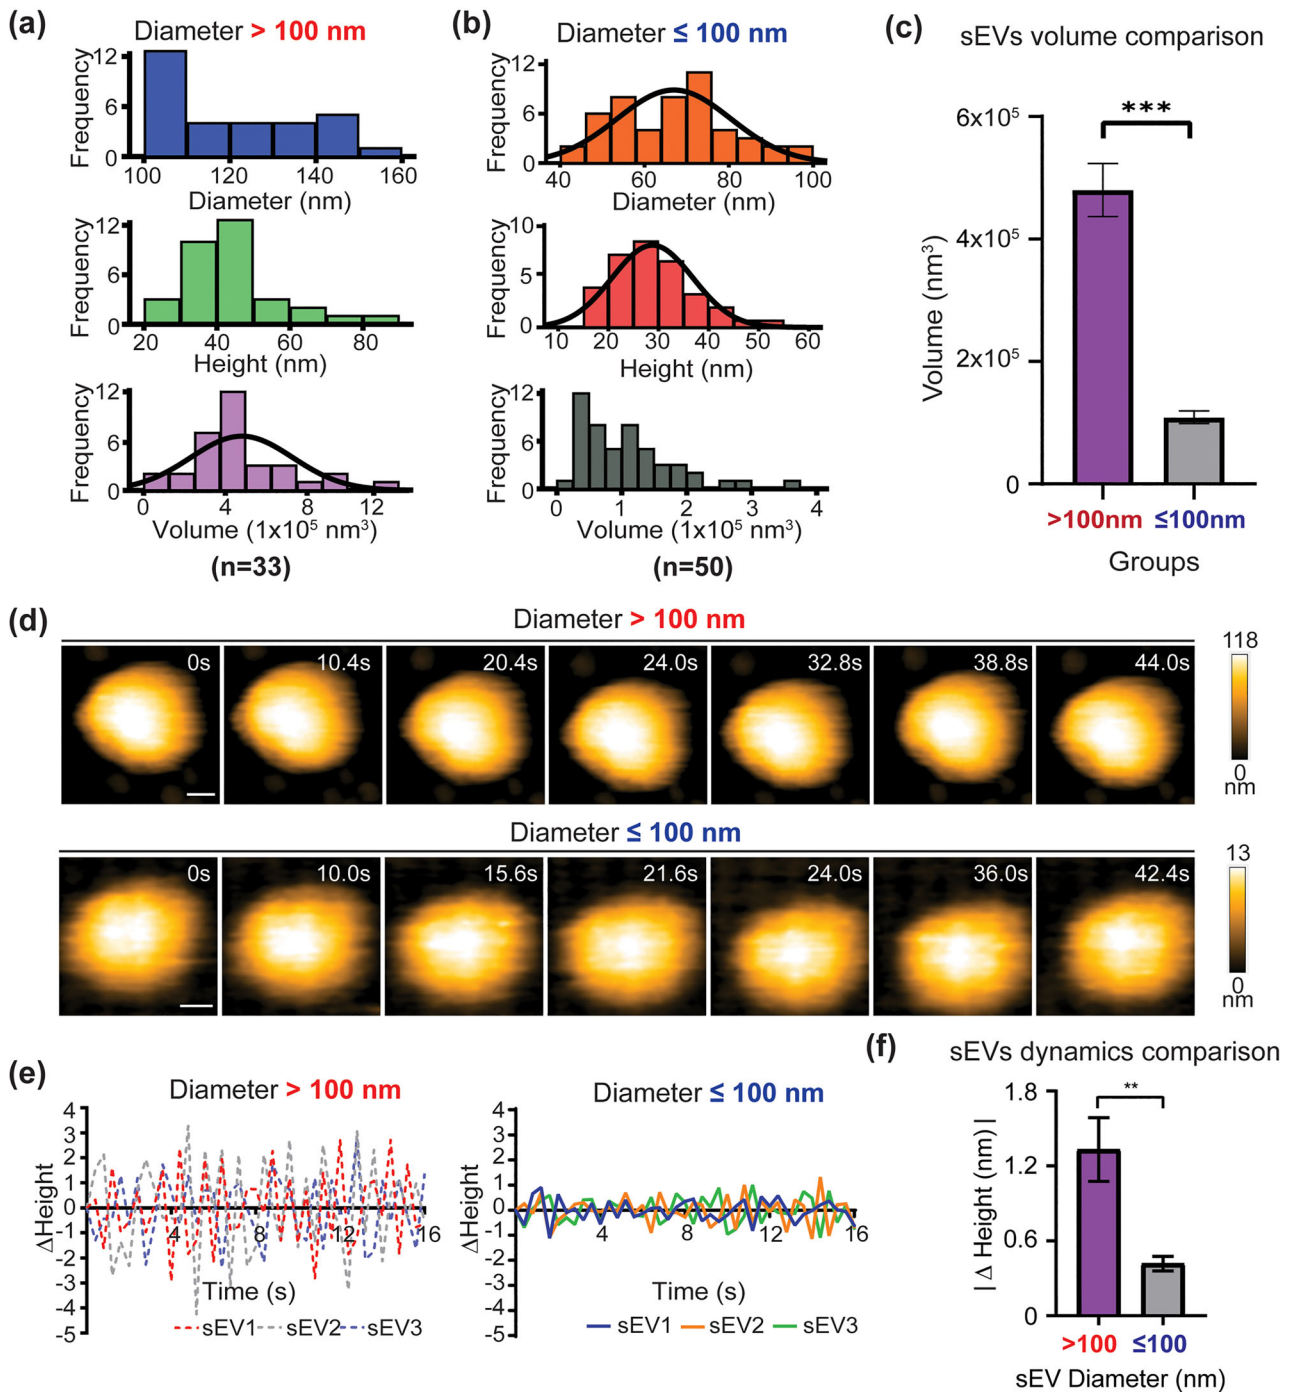 (a)
Diameter > 100 nm
Frequency
12
6
0
100 120 140 160
Diameter (nm)
Frequency
12
6
0
20 40 60 80
Height (nm)
Frequency
12
6
0
0 4 8 12
Volume (1x10⁵ nm³)
(n=33)
(b)
Diameter ≤ 100 nm
Frequency
12
6
0
40 60 80 100
Diameter (nm)
Frequency
10
5
0
10 20 30 40 50 60
Height (nm)
Frequency
12
6
0
0 1 2 3 4
Volume (1x10⁵ nm³)
(n=50)
(c)
sEVs volume comparison
***
Volume (nm³)
6x10⁵
4x10⁵
2x10⁵
0
>100nm ≤100nm
Groups
(d)
Diameter > 100 nm
0s 10.4s 20.4s 24.0s 32.8s 38.8s 44.0s
118
0
nm
Diameter ≤ 100 nm
0s 10.0s 15.6s 21.6s 24.0s 36.0s 42.4s
13
0
nm
(e)
Diameter > 100 nm
ΔHeight
4
3
2
1
0
-1
-2
-3
-4
-5
4 8 12 16
Time (s)
sEV1 sEV2 sEV3
Diameter ≤ 100 nm
ΔHeight
4
3
2
1
0
-1
-2
-3
-4
-5
4 8 12 16
Time (s)
sEV1 sEV2 sEV3
(f)
sEVs dynamics comparison
**
| Δ Height (nm) |
1.8
1.2
0.6
0
>100 ≤100
sEV Diameter (nm)